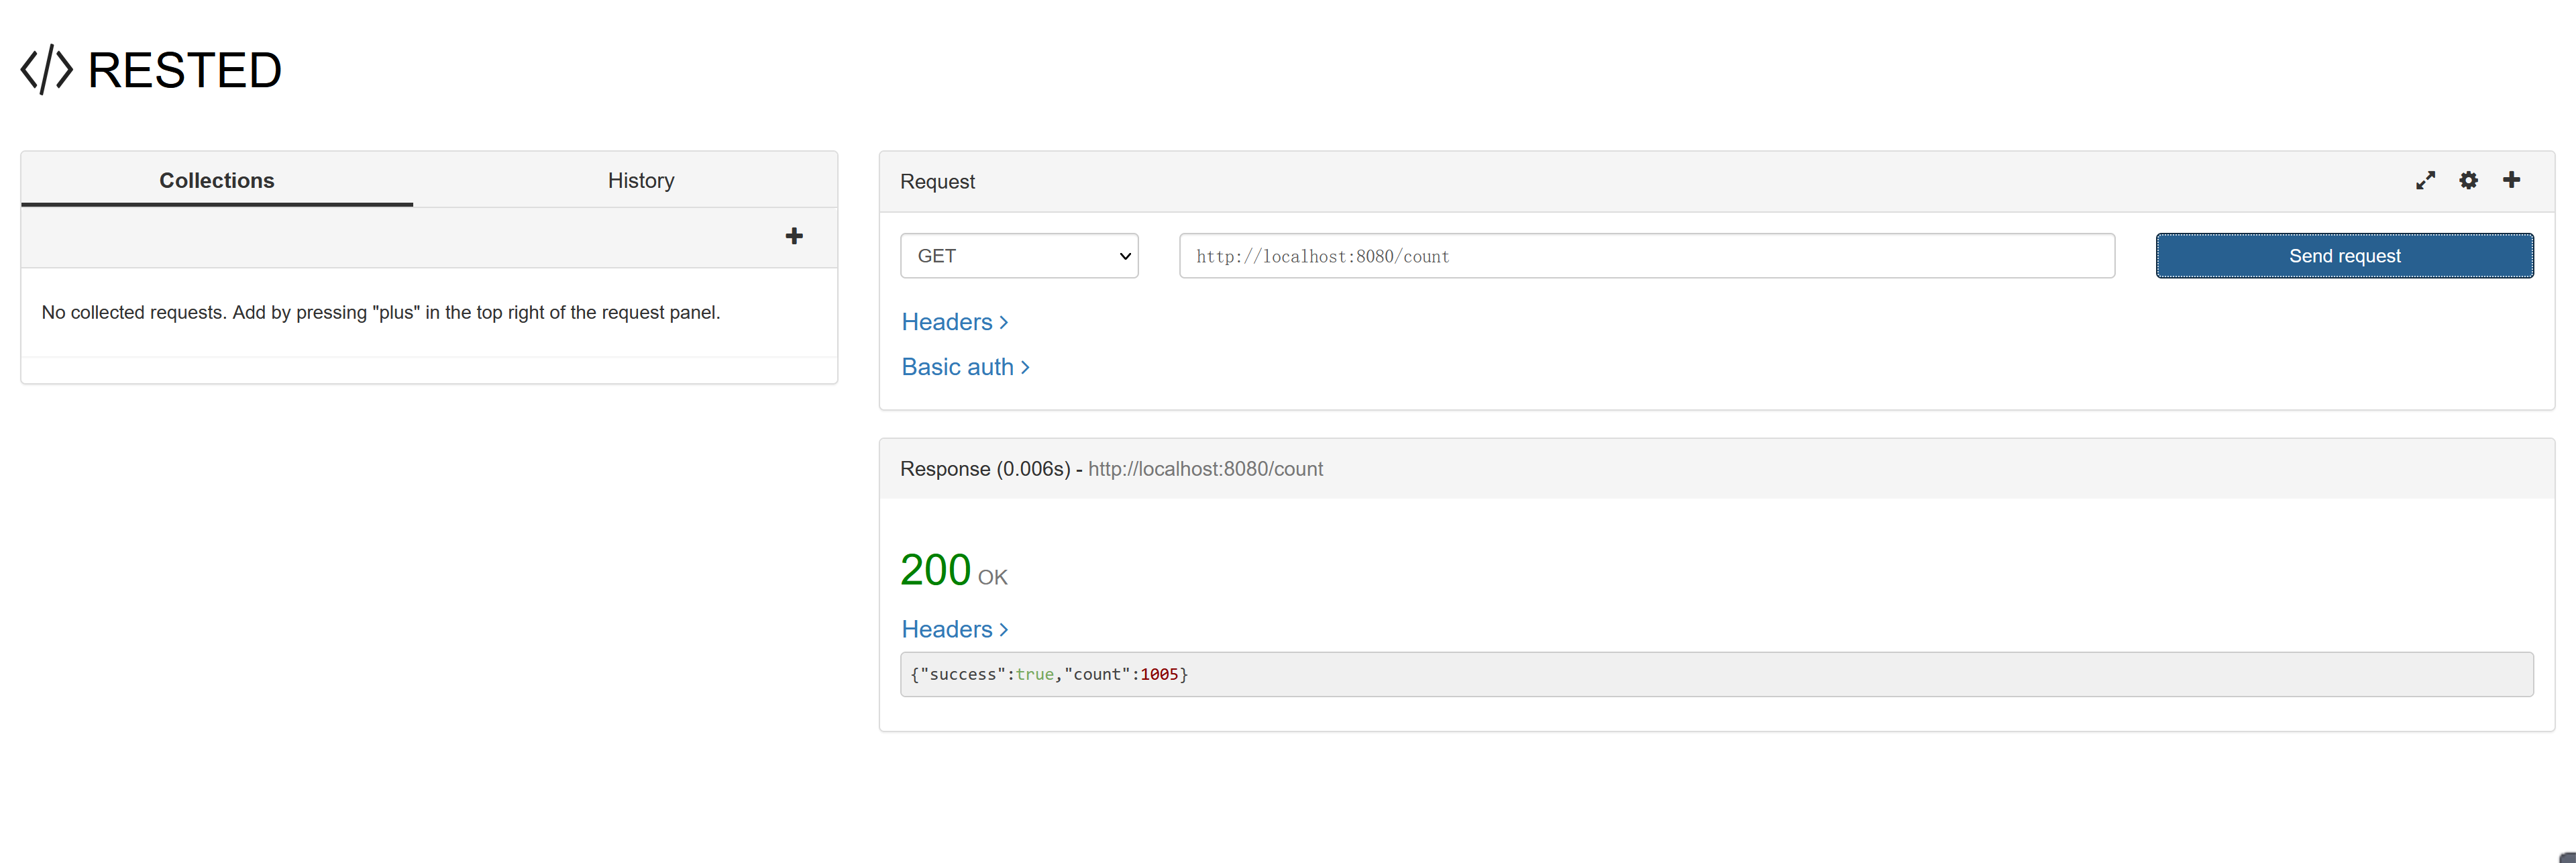 </> RESTED
Collections
History
No collected requests. Add by pressing "plus" in the top right of the request panel.
Request
GET
http://localhost:8080/count
Send request
Headers
Basic auth
Response (0.006s) - http://localhost:8080/count
200 OK
Headers
{"success":true,"count":1005}